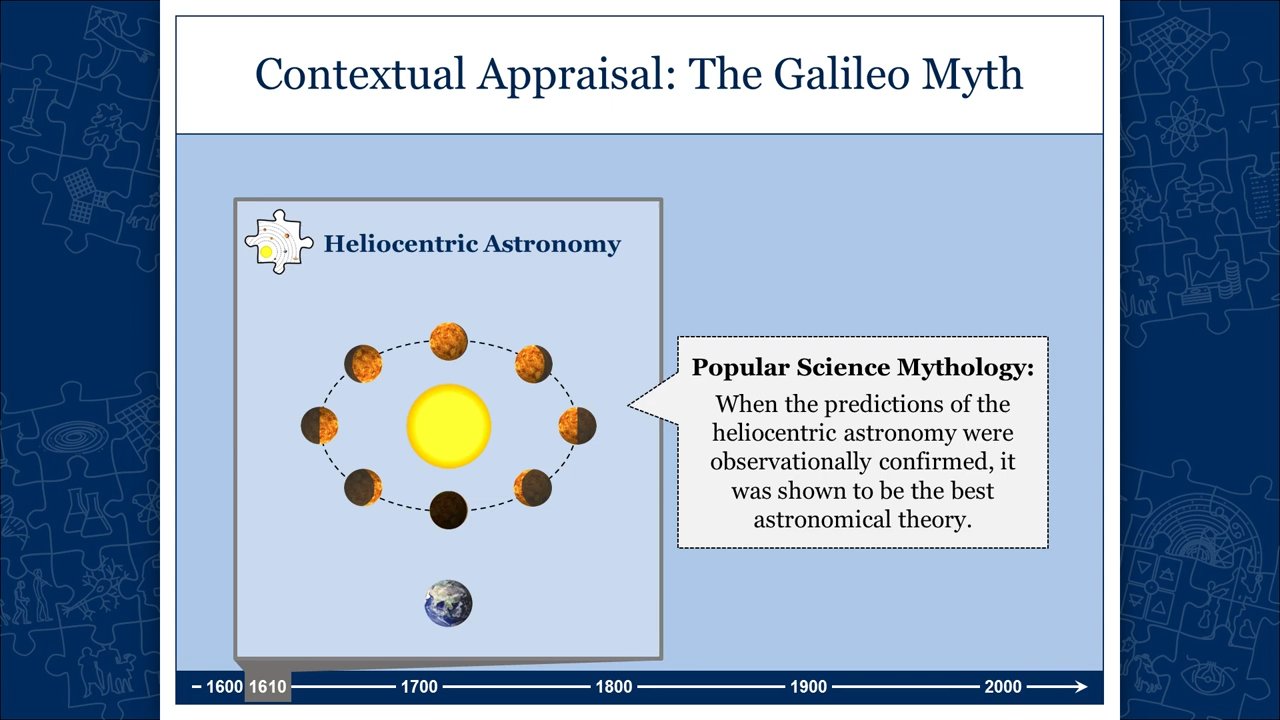 Contextual Appraisal: The Galileo Myth
Heliocentric Astronomy
Popular Science Mythology:
When the predictions of the
heliocentric astronomy were
observationally confirmed, it
was shown to be the best
astronomical theory.
1600 1610 1700 1800 1900 2000